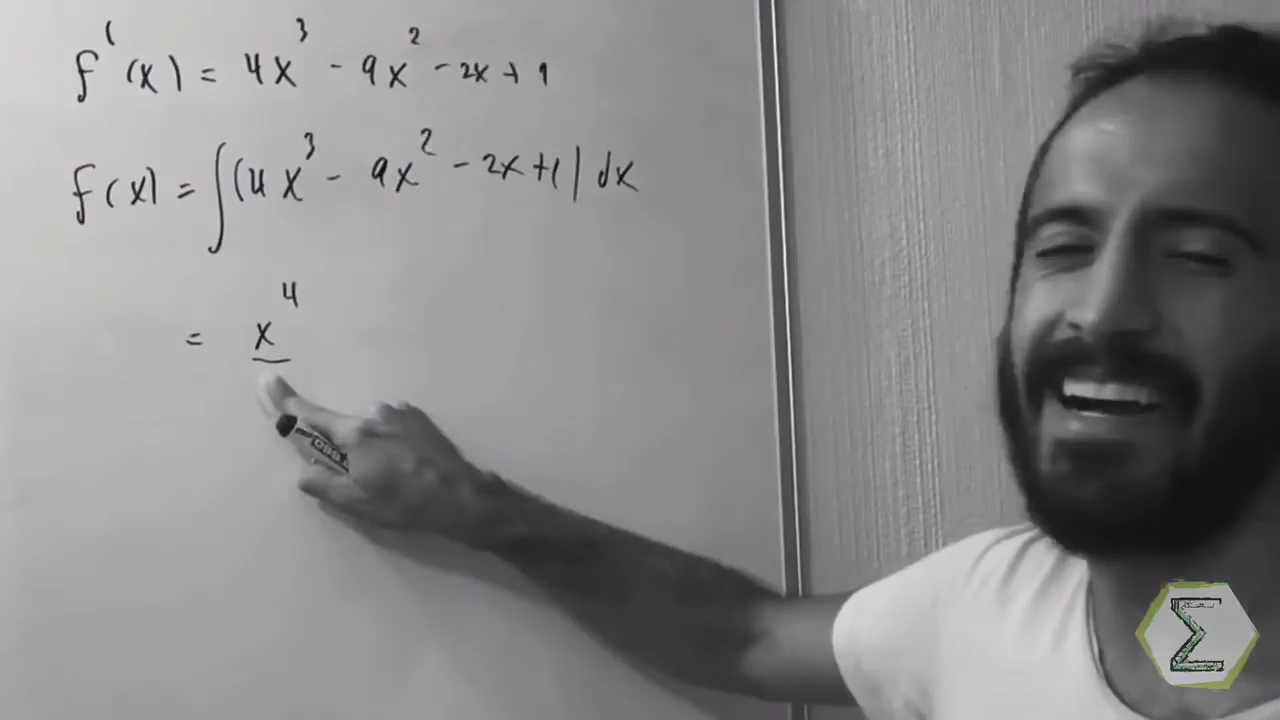 f'(x) = 4x³ - 9x² - 2x + 1
f(x) = ∫(4x³ - 9x² - 2x + 1) dx
= x⁴
Σ